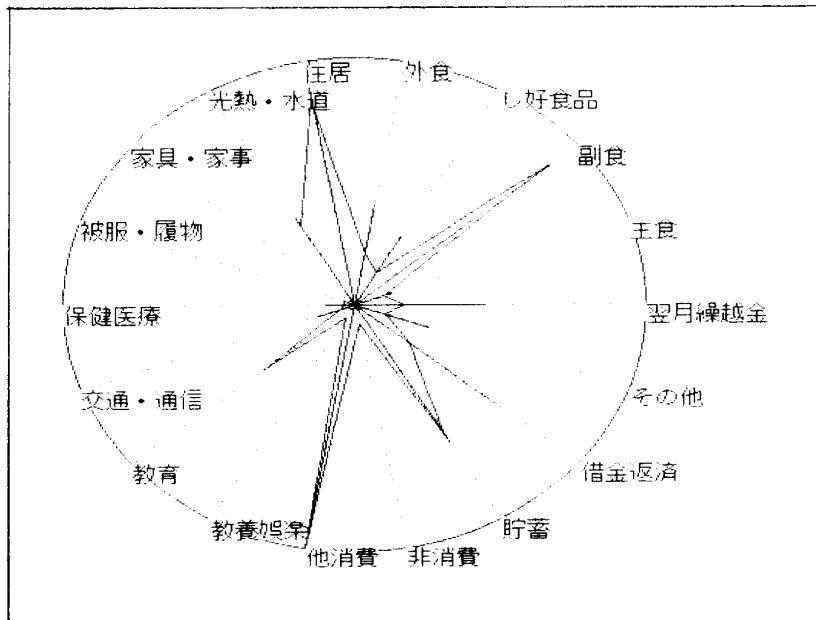 住居
外食
光熱・水道
し好食品
家具・家事
副食
被服・履物
主食
保健医療
翌月繰越金
交通・通信
その他
教育
借金返済
教養娯楽
貯蓄
他消費
非消費